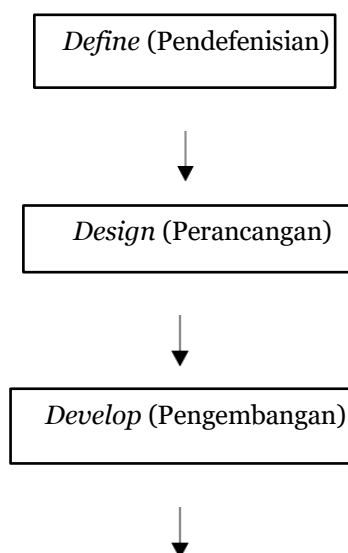 Define (Pendefenisian)
Design (Perancangan)
Develop (Pengembangan)